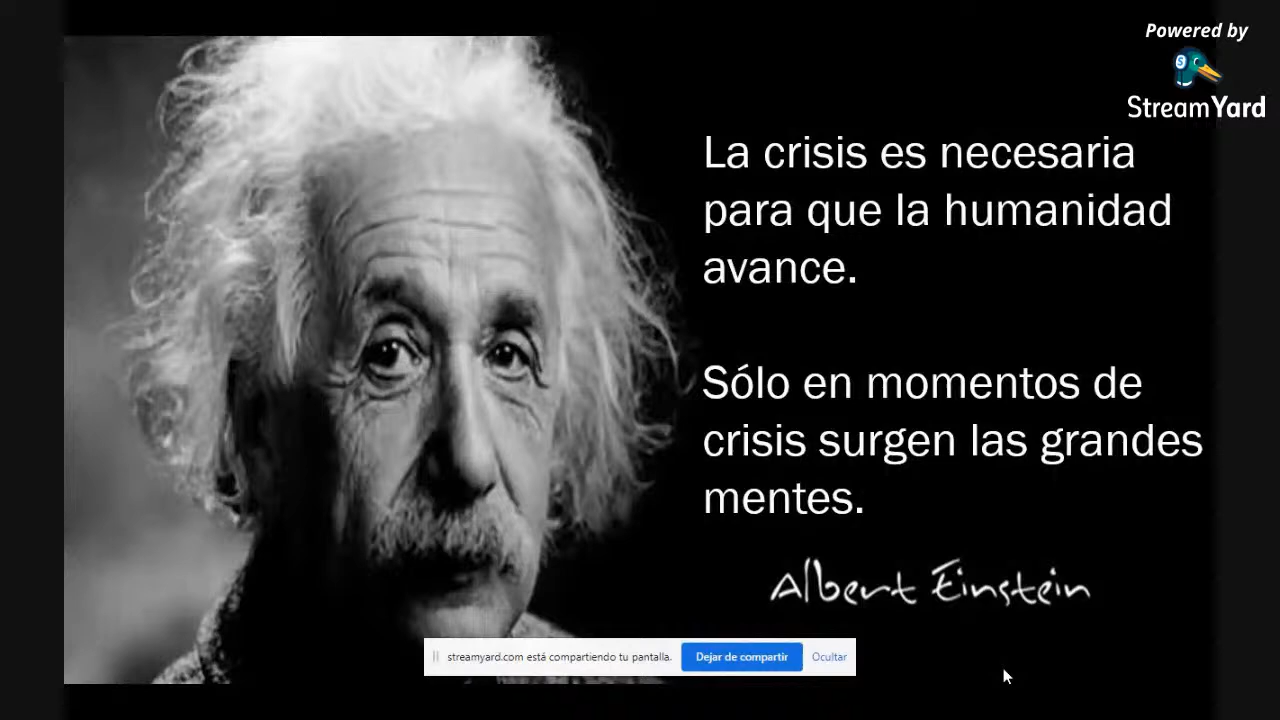 Powered by
StreamYard
La crisis es necesaria
para que la humanidad
avance.
Sólo en momentos de
crisis surgen las grandes
mentes.
Albert Einstein
streamyard.com está compartiendo tu pantalla.
Dejar de compartir
Ocultar